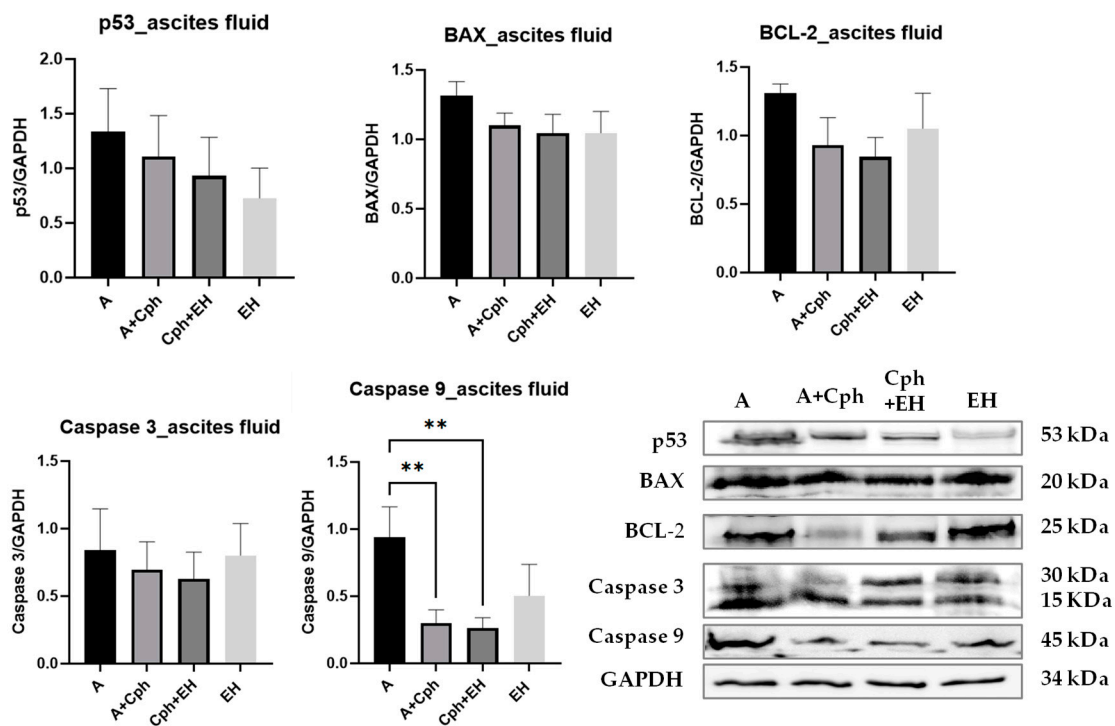 p53_ascites fluid
p53/GAPDH
2.0
1.5
1.0
0.5
0.0
A
A+Cph
Cph+EH
EH
BAX_ascites fluid
BAX/GAPDH
1.5
1.0
0.5
0.0
A
A+Cph
Cph+EH
EH
BCL-2_ascites fluid
BCL-2/GAPDH
1.5
1.0
0.5
0.0
A
A+Cph
Cph+EH
EH
Caspase 3_ascites fluid
Caspase 3/GAPDH
1.5
1.0
0.5
0.0
A
A+Cph
Cph+EH
EH
Caspase 9_ascites fluid
Caspase 9/GAPDH
1.5
1.0
0.5
0.0
**
**
A
A+Cph
Cph+EH
EH
A A+Cph Cph +EH EH
p53 53 kDa
BAX 20 kDa
BCL-2 25 kDa
Caspase 3 30 kDa
15 KDa
Caspase 9 45 kDa
GAPDH 34 kDa